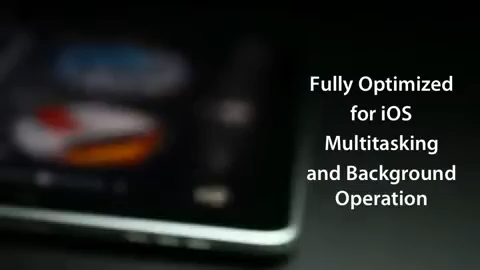 Fully Optimized
for iOS
Multitasking
and Background
Operation